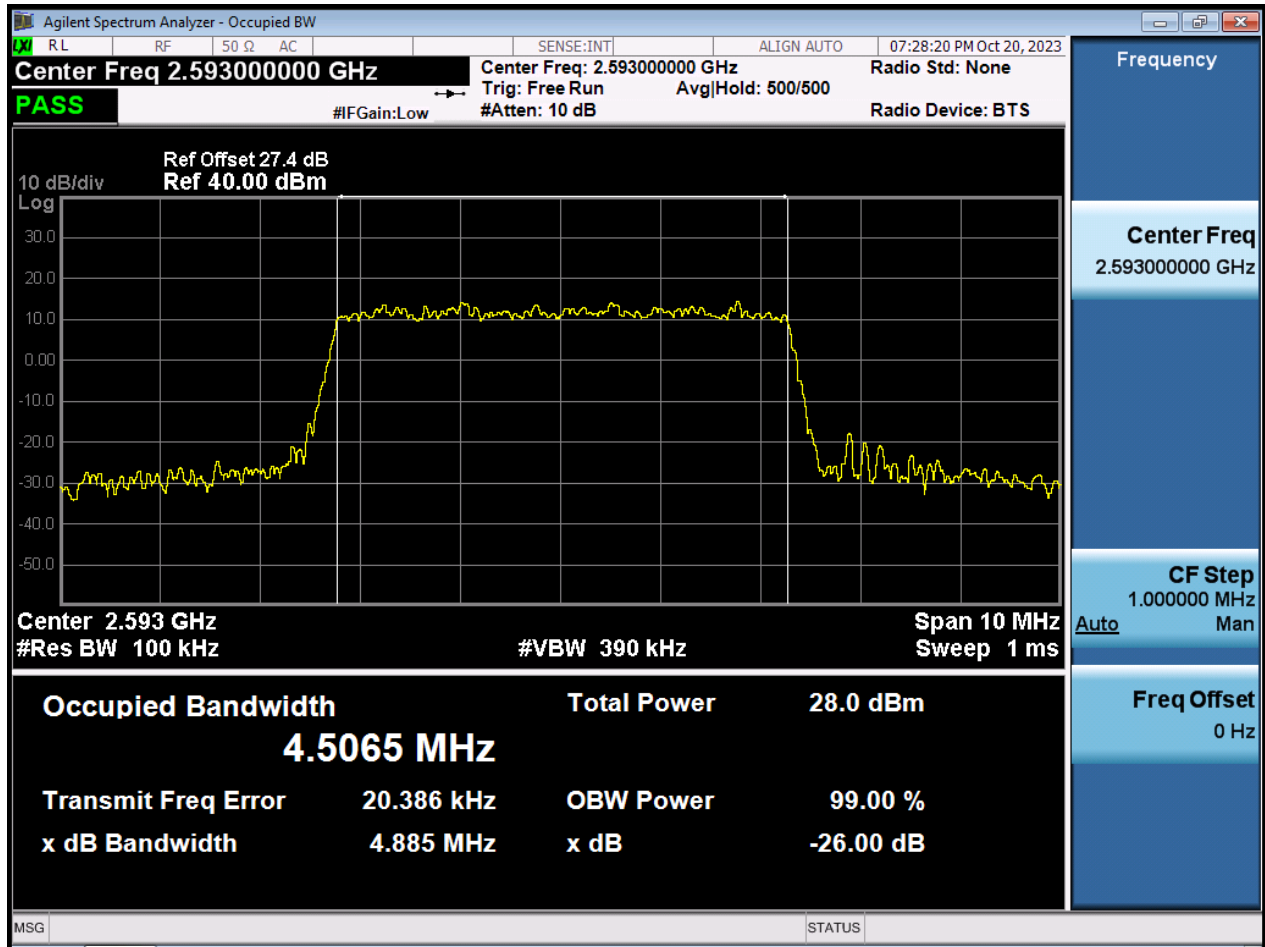 Agilent Spectrum Analyzer - Occupied BW
LXI RL RF 50 Ω AC SENSE:INT ALIGN AUTO 07:28:20 PM Oct 20, 2023
Center Freq 2.593000000 GHz
PASS
#IFGain:Low
Center Freq: 2.593000000 GHz
Trig: Free Run Avg|Hold: 500/500
#Atten: 10 dB
Radio Std: None
Radio Device: BTS
Ref Offset 27.4 dB
10 dB/div Ref 40.00 dBm
Log
30.0
20.0
10.0
0.00
-10.0
-20.0
-30.0
-40.0
-50.0
Center 2.593 GHz Span 10 MHz
#Res BW 100 kHz #VBW 390 kHz Sweep 1 ms
Occupied Bandwidth Total Power 28.0 dBm
4.5065 MHz
Transmit Freq Error 20.386 kHz OBW Power 99.00 %
x dB Bandwidth 4.885 MHz x dB -26.00 dB
MSG STATUS
Frequency
Center Freq
2.593000000 GHz
CF Step
1.000000 MHz
Auto Man
Freq Offset
0 Hz